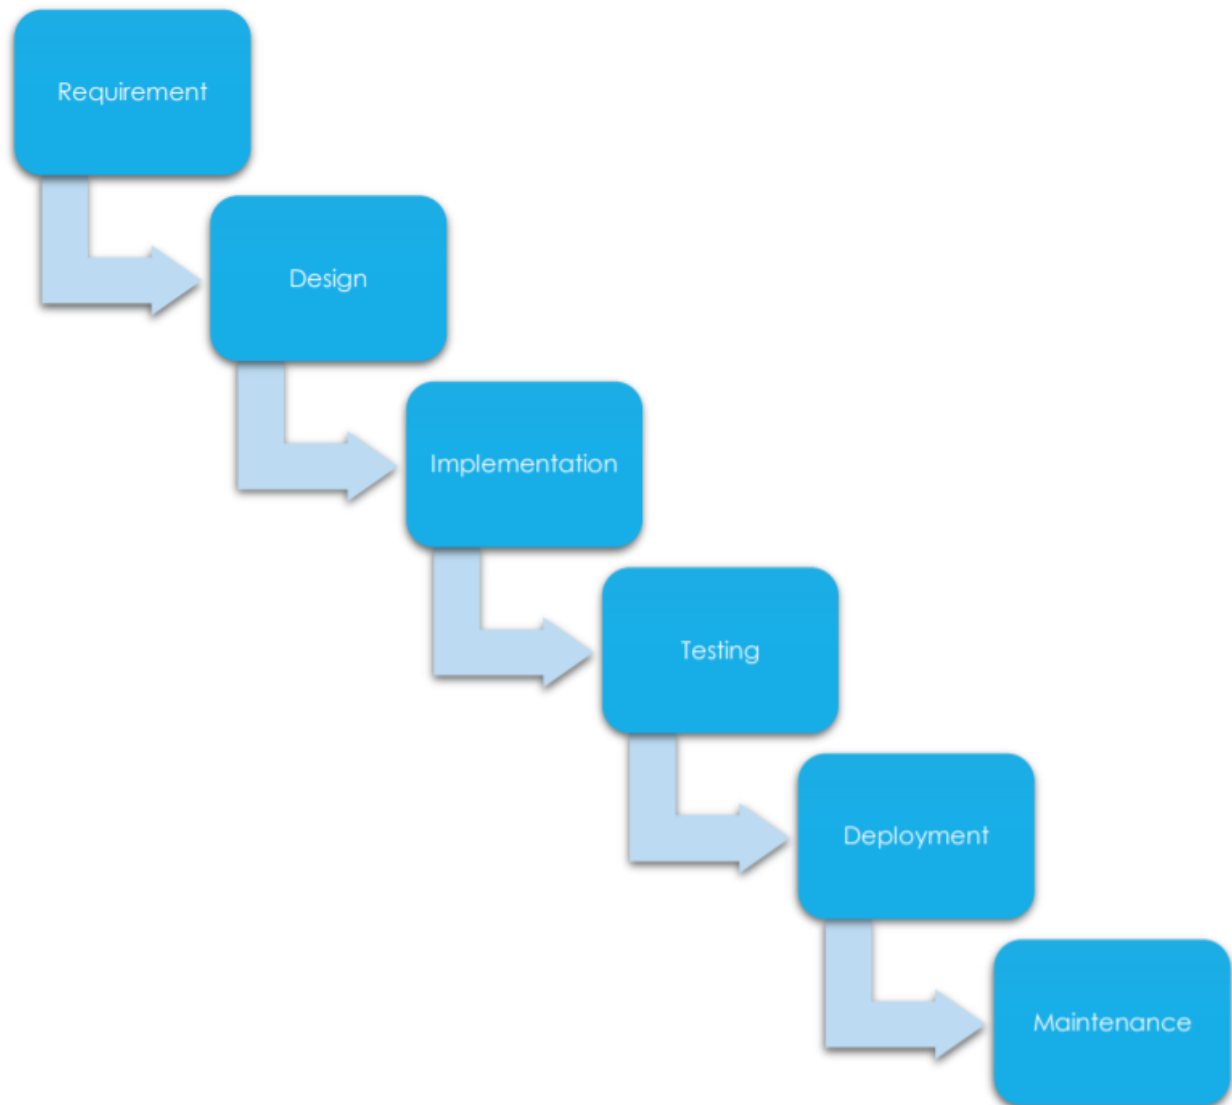 Requirement
Design
Implementation
Testing
Deployment
Maintenance